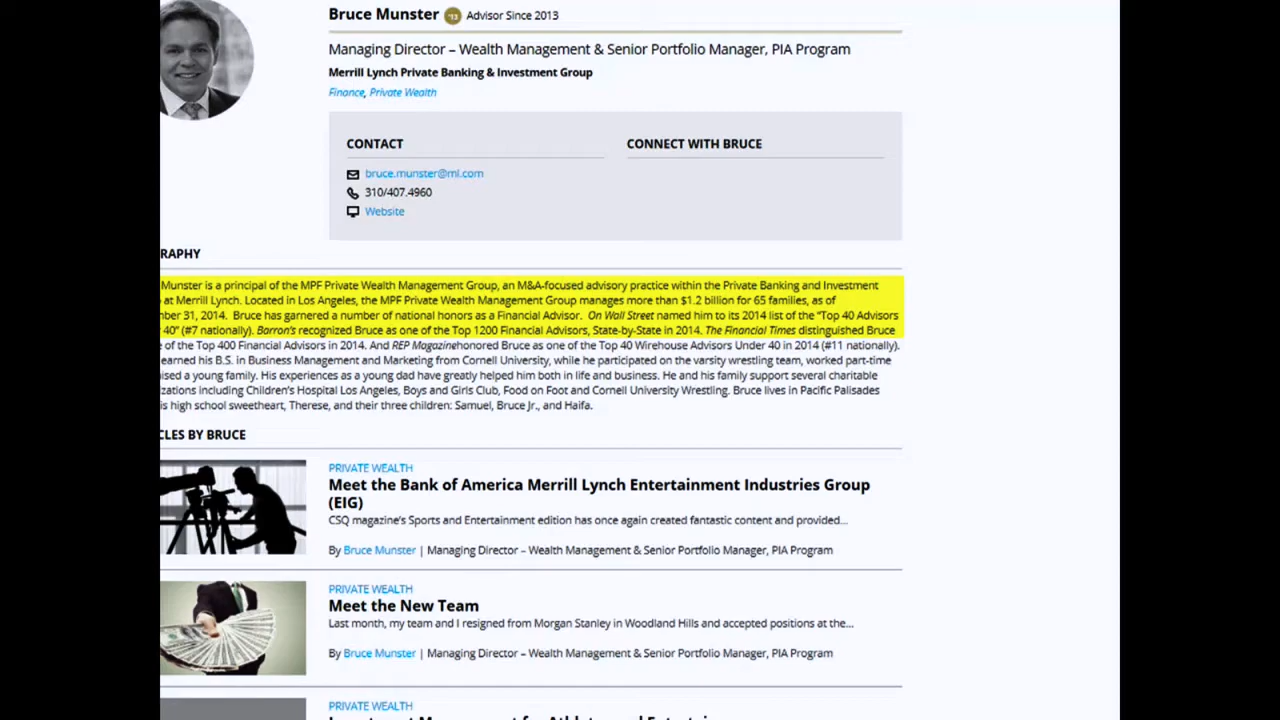 Bruce Munster '13 Advisor Since 2013
Managing Director – Wealth Management & Senior Portfolio Manager, PIA Program
Merrill Lynch Private Banking & Investment Group
Finance, Private Wealth
CONTACT
bruce.munster@ml.com
310/407.4960
Website
CONNECT WITH BRUCE
RAPHY
Munster is a principal of the MPF Private Wealth Management Group, an M&A-focused advisory practice within the Private Banking and Investment
at Merrill Lynch. Located in Los Angeles, the MPF Private Wealth Management Group manages more than $1.2 billion for 65 families, as of
nber 31, 2014. Bruce has garnered a number of national honors as a Financial Advisor. On Wall Street named him to its 2014 list of the "Top 40 Advisors
40" (#7 nationally). Barron's recognized Bruce as one of the Top 1200 Financial Advisors, State-by-State in 2014. The Financial Times distinguished Bruce
e of the Top 400 Financial Advisors in 2014. And REP Magazinehonored Bruce as one of the Top 40 Wirehouse Advisors Under 40 in 2014 (#11 nationally).
earned his B.S. in Business Management and Marketing from Cornell University, while he participated on the varsity wrestling team, worked part-time
ised a young family. His experiences as a young dad have greatly helped him both in life and business. He and his family support several charitable
zations including Children's Hospital Los Angeles, Boys and Girls Club, Food on Foot and Cornell University Wrestling. Bruce lives in Pacific Palisades
is high school sweetheart, Therese, and their three children: Samuel, Bruce Jr., and Haifa.
CLES BY BRUCE
PRIVATE WEALTH
Meet the Bank of America Merrill Lynch Entertainment Industries Group
(EIG)
CSQ magazine's Sports and Entertainment edition has once again created fantastic content and provided...
By Bruce Munster | Managing Director – Wealth Management & Senior Portfolio Manager, PIA Program
PRIVATE WEALTH
Meet the New Team
Last month, my team and I resigned from Morgan Stanley in Woodland Hills and accepted positions at the...
By Bruce Munster | Managing Director – Wealth Management & Senior Portfolio Manager, PIA Program
PRIVATE WEALTH